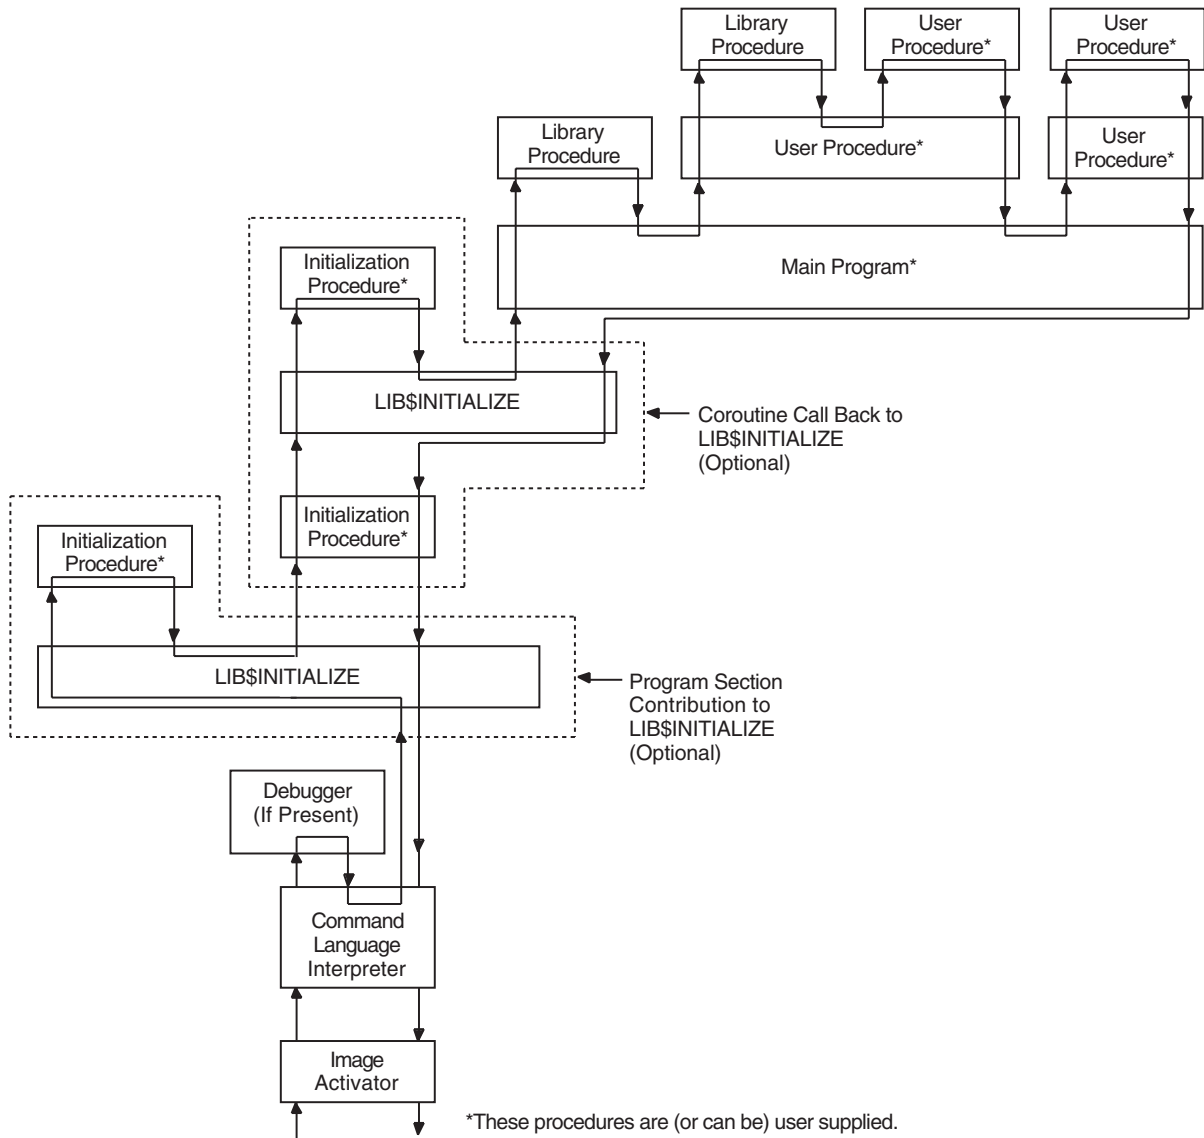 Library
Procedure
User
Procedure*
User
Procedure*
Library
Procedure
User Procedure*
User
Procedure*
Main Program*
Initialization
Procedure*
LIB$INITIALIZE
Coroutine Call Back to
LIB$INITIALIZE
(Optional)
Initialization
Procedure*
Initialization
Procedure*
LIB$INITIALIZE
Program Section
Contribution to
LIB$INITIALIZE
(Optional)
Debugger
(If Present)
Command
Language
Interpreter
Image
Activator
*These procedures are (or can be) user supplied.